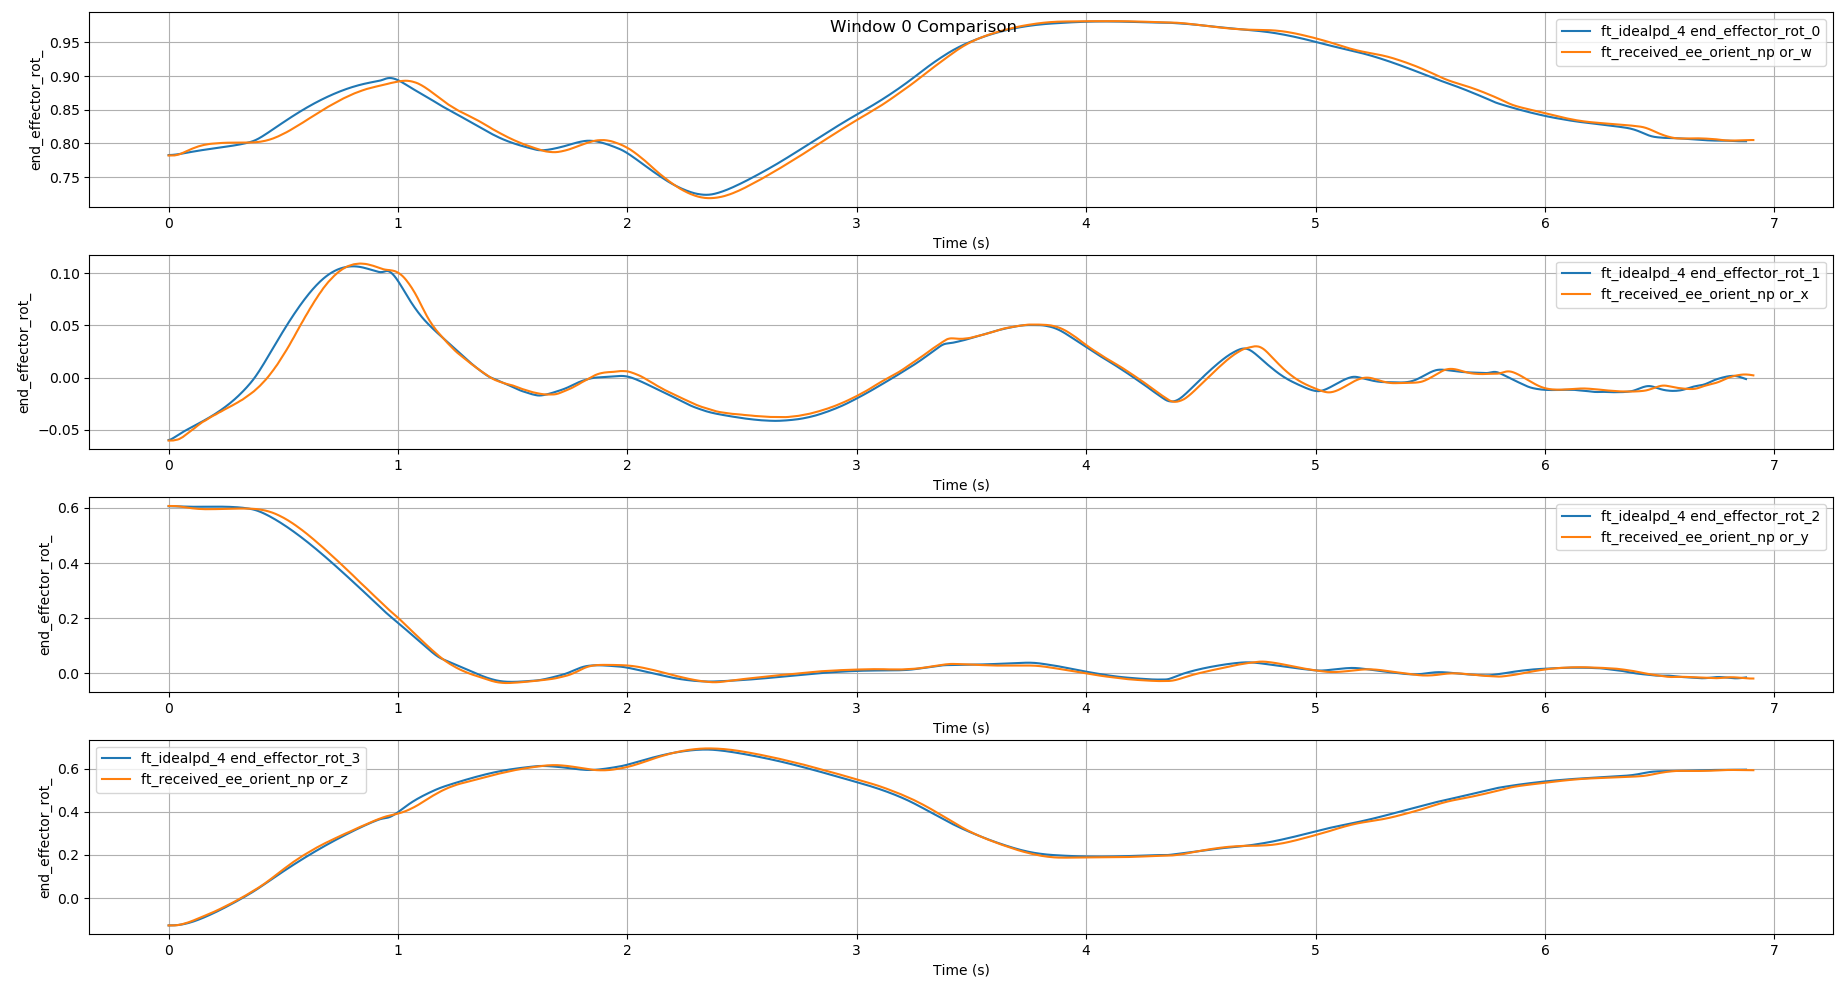 Window 0 Comparison
ft_idealpd_4 end_effector_rot_0
ft_received_ee_orient_np or_w
end_effector_rot_
0.95
0.90
0.85
0.80
0.75
0 1 2 3 4 5 6 7
Time (s)
ft_idealpd_4 end_effector_rot_1
ft_received_ee_orient_np or_x
end_effector_rot_
0.10
0.05
0.00
−0.05
0 1 2 3 4 5 6 7
Time (s)
ft_idealpd_4 end_effector_rot_2
ft_received_ee_orient_np or_y
end_effector_rot_
0.6
0.4
0.2
0.0
0 1 2 3 4 5 6 7
Time (s)
ft_idealpd_4 end_effector_rot_3
ft_received_ee_orient_np or_z
end_effector_rot_
0.6
0.4
0.2
0.0
0 1 2 3 4 5 6 7
Time (s)